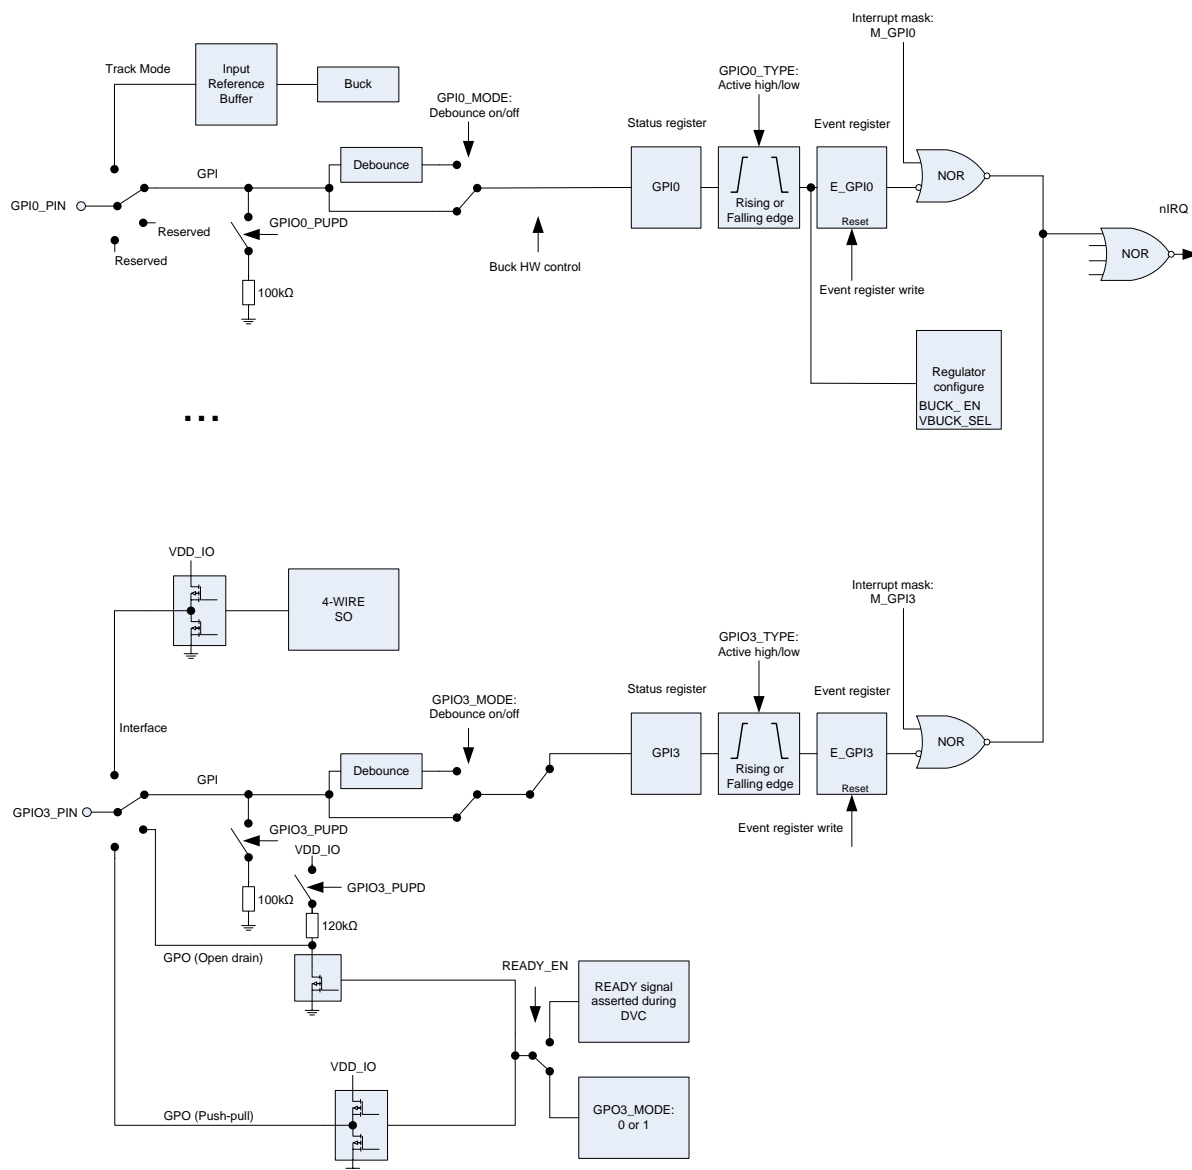 Interrupt mask:
M_GPI0
Track Mode
Input
Reference
Buffer
Buck
GPI0_MODE:
Debounce on/off
GPIO0_TYPE:
Active high/low
Status register
Event register
GPI
Debounce
GPI0
Rising or
Falling edge
E_GPI0
Reset
NOR
GPI0_PIN
Reserved
Reserved
GPIO0_PUPD
100kΩ
Buck HW control
Event register write
nIRQ
NOR
Regulator
configure
BUCK_ EN
VBUCK_SEL
...
VDD_IO
4-WIRE
SO
Interrupt mask:
M_GPI3
GPIO3_TYPE:
Active high/low
GPIO3_MODE:
Debounce on/off
Status register
Event register
Interface
GPI
Debounce
GPI3
Rising or
Falling edge
E_GPI3
Reset
NOR
GPIO3_PIN
GPIO3_PUPD
100kΩ
VDD_IO
GPIO3_PUPD
120kΩ
Event register write
GPO (Open drain)
READY_EN
READY signal
asserted during
DVC
VDD_IO
GPO (Push-pull)
GPO3_MODE:
0 or 1